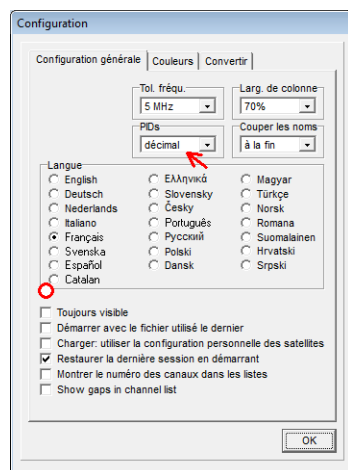 Configuration
Configuration générale Couleurs Convertir
Tol. fréqu. Larg. de colonne
5 MHz 70%
PIDs Couper les noms
décimal à la fin
Langue
English Ελληνικά Magyar
Deutsch Slovensky Türkçe
Nederlands Česky Norsk
Italiano Português Romana
Français Русский Suomalainen
Svenska Polski Hrvatski
Español Dansk Srpski
Catalan
Toujours visible
Démarrer avec le fichier utilisé le dernier
Charger: utiliser la configuration personnelle des satellites
Restaurer la dernière session en démarrant
Montrer le numéro des canaux dans les listes
Show gaps in channel list
OK